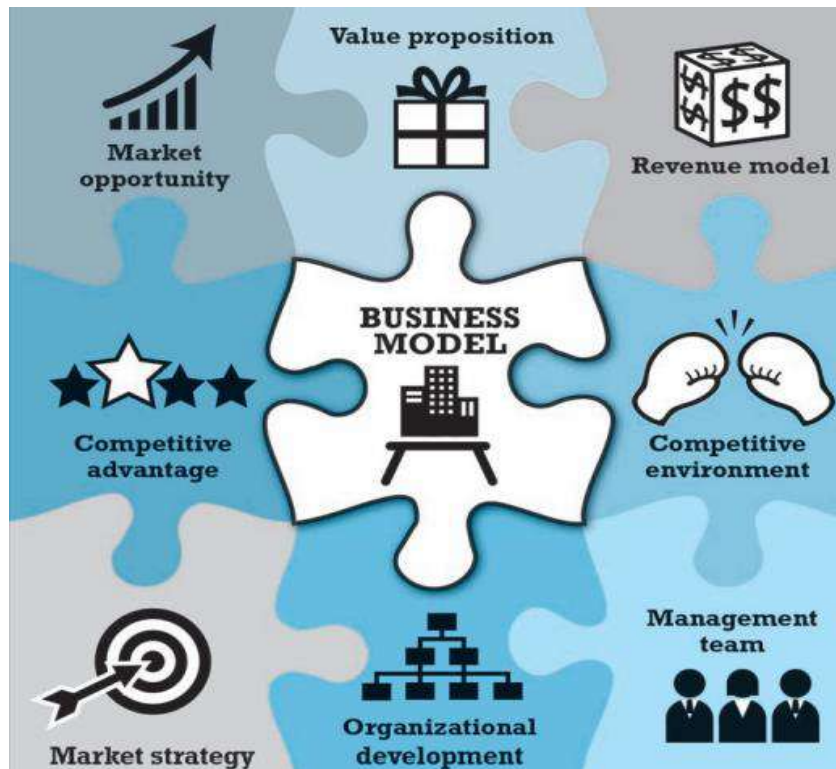 Value proposition
Market
opportunity
$ $ $ $
$ $ $ $
$$
Revenue model
BUSINESS
MODEL
Competitive
advantage
Competitive
environment
Management
team
Market strategy
Organizational
development